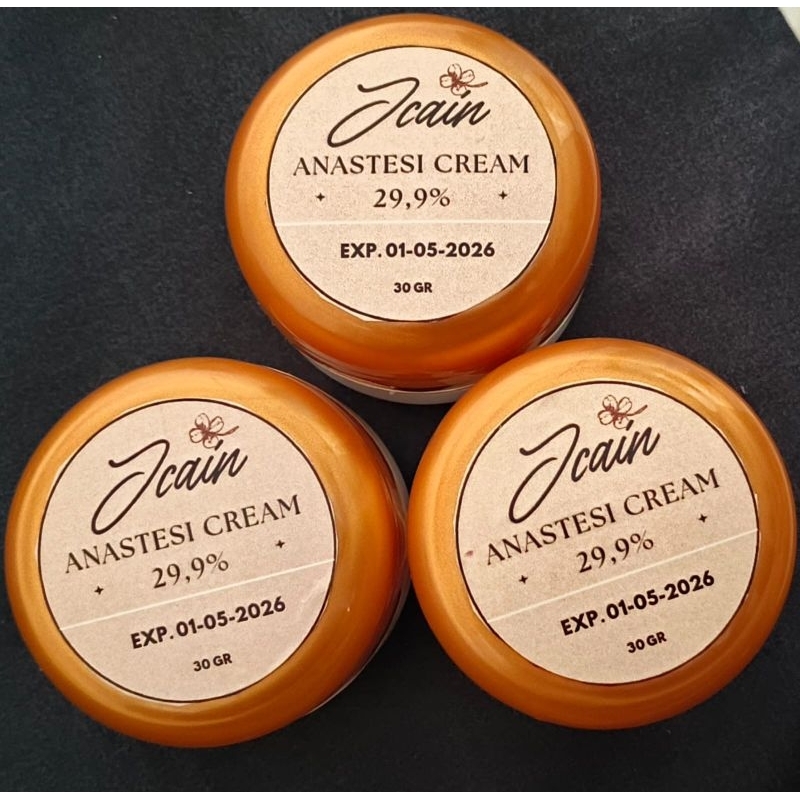 Jcain
ANASTESI CREAM
29,9%
EXP. 01-05-2026
30 GR
Jcain
ANASTESI CREAM
29,9%
EXP. 01-05-2026
30 GR
Jcain
ANASTESI CREAM
29,9%
EXP. 01-05-2026
30 GR